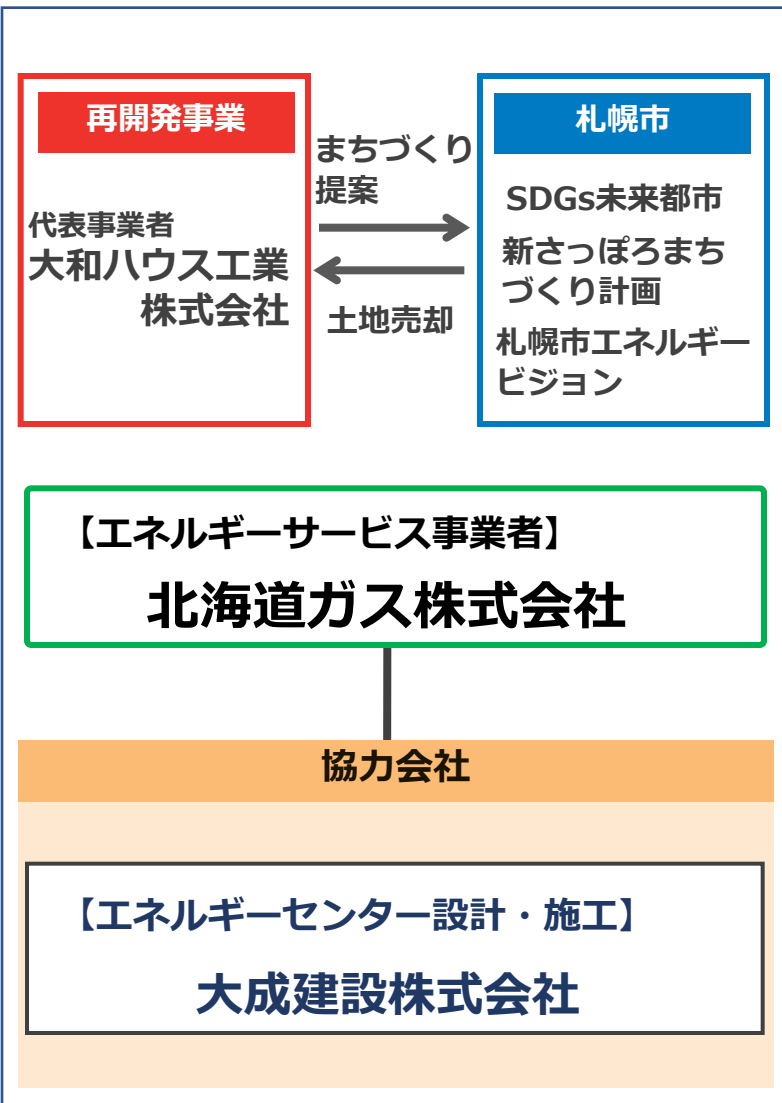 再開発事業
代表事業者
大和ハウス工業
株式会社
まちづくり
提案
土地売却
札幌市
SDGs未来都市
新さっぽろまち
づくり計画
札幌市エネルギー
ビジョン
【エネルギーサービス事業者】
北海道ガス株式会社
協力会社
【エネルギーセンター設計・施工】
大成建設株式会社